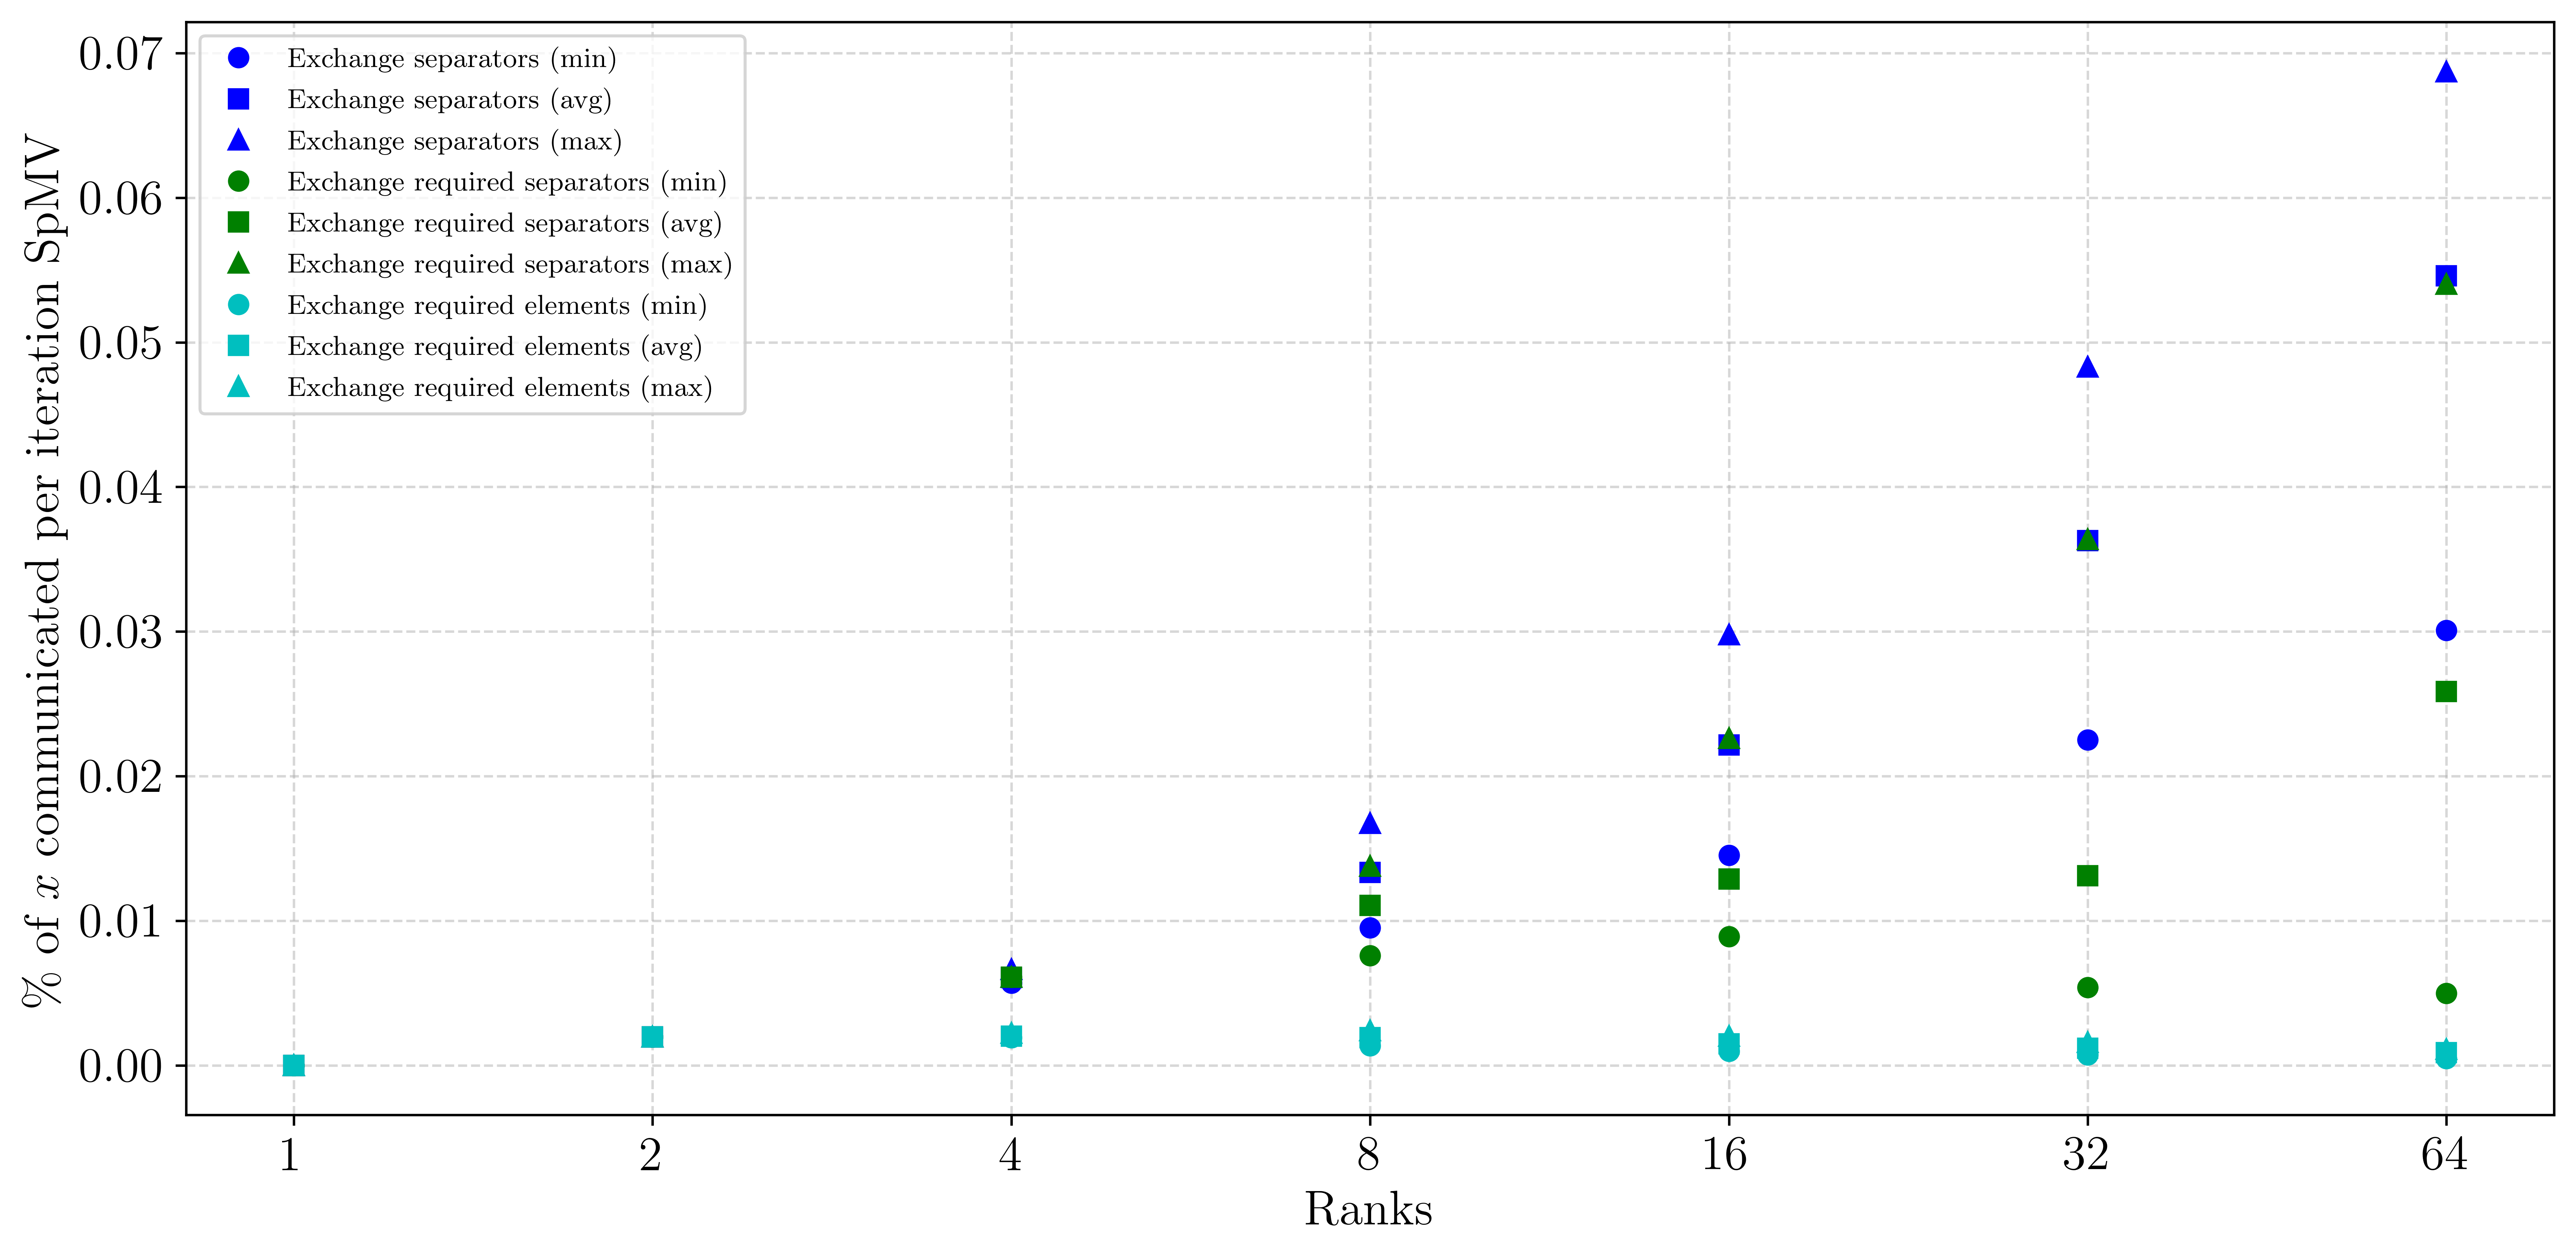 % of x communicated per iteration SpMV
0.07
0.06
0.05
0.04
0.03
0.02
0.01
0.00
Exchange separators (min)
Exchange separators (avg)
Exchange separators (max)
Exchange required separators (min)
Exchange required separators (avg)
Exchange required separators (max)
Exchange required elements (min)
Exchange required elements (avg)
Exchange required elements (max)
1 2 4 8 16 32 64
Ranks